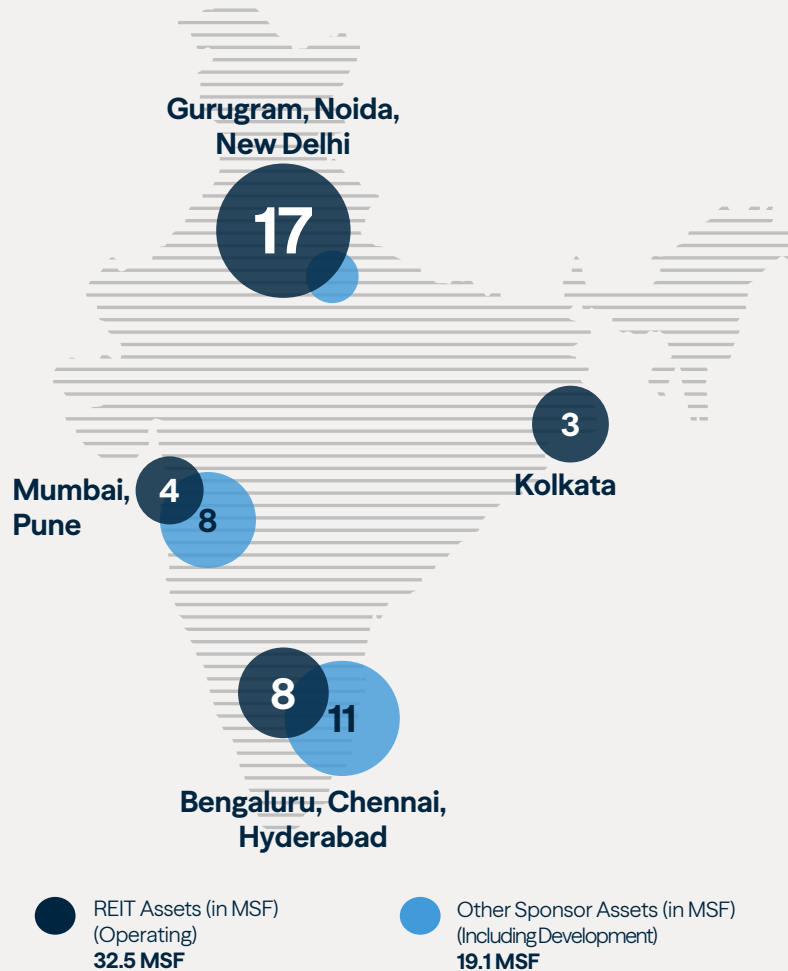 Gurugram, Noida,
New Delhi
17
3
Kolkata
Mumbai,
Pune
4
8
8
11
Bengaluru, Chennai,
Hyderabad
REIT Assets (in MSF)
(Operating)
32.5 MSF
Other Sponsor Assets (in MSF)
(Including Development)
19.1 MSF